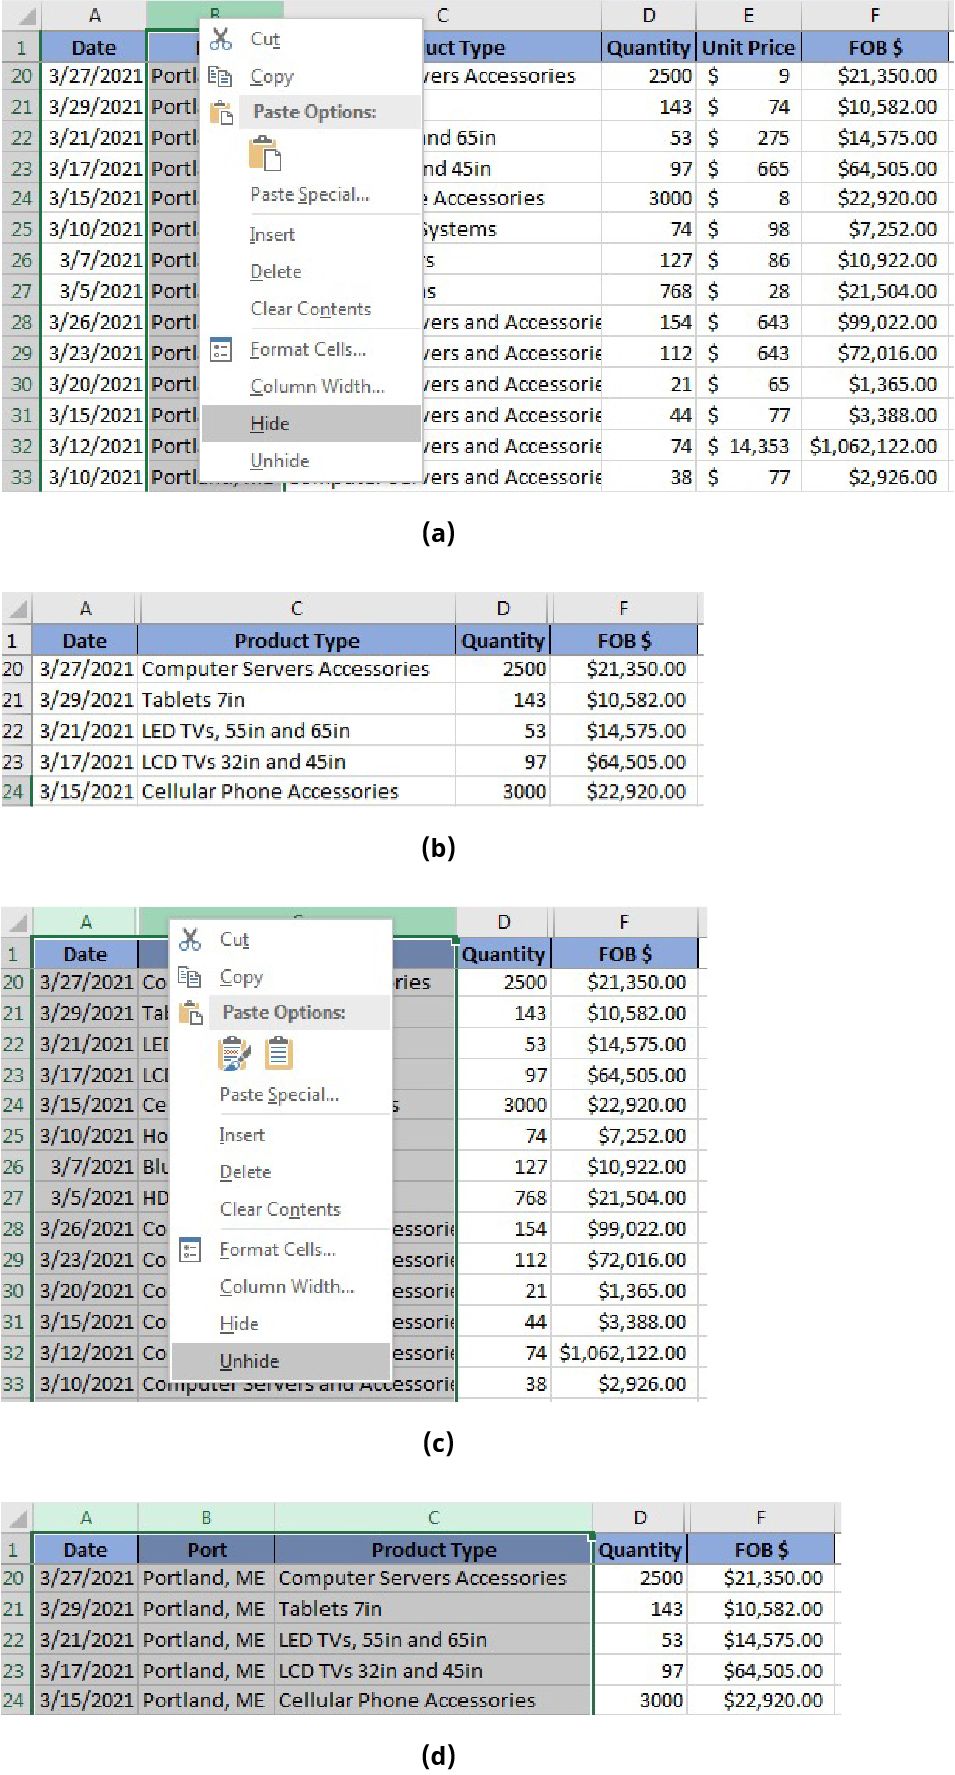 A B C D E F
1 Date uct Type Quantity Unit Price FOB $
20 3/27/2021 Portl vers Accessories 2500 $ 9 $21,350.00
21 3/29/2021 Portl 143 $ 74 $10,582.00
22 3/21/2021 Portl nd 65in 53 $ 275 $14,575.00
23 3/17/2021 Portl nd 45in 97 $ 665 $64,505.00
24 3/15/2021 Portl e Accessories 3000 $ 8 $22,920.00
25 3/10/2021 Portl Systems 74 $ 98 $7,252.00
26 3/7/2021 Portl s 127 $ 86 $10,922.00
27 3/5/2021 Portl s 768 $ 28 $21,504.00
28 3/26/2021 Portl vers and Accessorie 154 $ 643 $99,022.00
29 3/23/2021 Portl vers and Accessorie 112 $ 643 $72,016.00
30 3/20/2021 Portl vers and Accessorie 21 $ 65 $1,365.00
31 3/15/2021 Portl vers and Accessorie 44 $ 77 $3,388.00
32 3/12/2021 Portl vers and Accessorie 74 $ 14,353 $1,062,122.00
33 3/10/2021 Portland, ME Computer Servers and Accessorie 38 $ 77 $2,926.00
Cut
Copy
Paste Options:
Paste Special...
Insert
Delete
Clear Contents
Format Cells...
Column Width...
Hide
Unhide
(a)
A C D F
1 Date Product Type Quantity FOB $
20 3/27/2021 Computer Servers Accessories 2500 $21,350.00
21 3/29/2021 Tablets 7in 143 $10,582.00
22 3/21/2021 LED TVs, 55in and 65in 53 $14,575.00
23 3/17/2021 LCD TVs 32in and 45in 97 $64,505.00
24 3/15/2021 Cellular Phone Accessories 3000 $22,920.00
(b)
A D F
1 Date Quantity FOB $
20 3/27/2021 Co ries 2500 $21,350.00
21 3/29/2021 Tab 143 $10,582.00
22 3/21/2021 LED 53 $14,575.00
23 3/17/2021 LCD 97 $64,505.00
24 3/15/2021 Ce s 3000 $22,920.00
25 3/10/2021 Ho 74 $7,252.00
26 3/7/2021 Blu 127 $10,922.00
27 3/5/2021 HD 768 $21,504.00
28 3/26/2021 Co essorie 154 $99,022.00
29 3/23/2021 Co essorie 112 $72,016.00
30 3/20/2021 Co essorie 21 $1,365.00
31 3/15/2021 Co essorie 44 $3,388.00
32 3/12/2021 Co essorie 74 $1,062,122.00
33 3/10/2021 Computer Servers and Accessorie 38 $2,926.00
Cut
Copy
Paste Options:
Paste Special...
Insert
Delete
Clear Contents
Format Cells...
Column Width...
Hide
Unhide
(c)
A B C D F
1 Date Port Product Type Quantity FOB $
20 3/27/2021 Portland, ME Computer Servers Accessories 2500 $21,350.00
21 3/29/2021 Portland, ME Tablets 7in 143 $10,582.00
22 3/21/2021 Portland, ME LED TVs, 55in and 65in 53 $14,575.00
23 3/17/2021 Portland, ME LCD TVs 32in and 45in 97 $64,505.00
24 3/15/2021 Portland, ME Cellular Phone Accessories 3000 $22,920.00
(d)